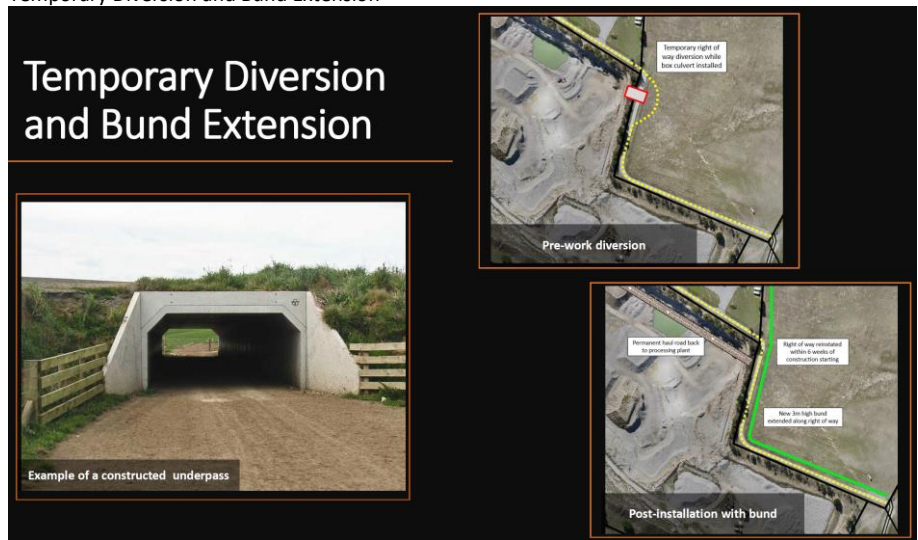 Temporary Diversion and Bund Extension
Temporary Diversion
and Bund Extension
Temporary right of
way diversion while
box culvert installed
Pre-work diversion
Example of a constructed underpass
Permanent haul road back
to processing plant
Right of way reinstated
within 6 weeks of
construction starting
New 3m high bund
extended along right of way
Post-installation with bund